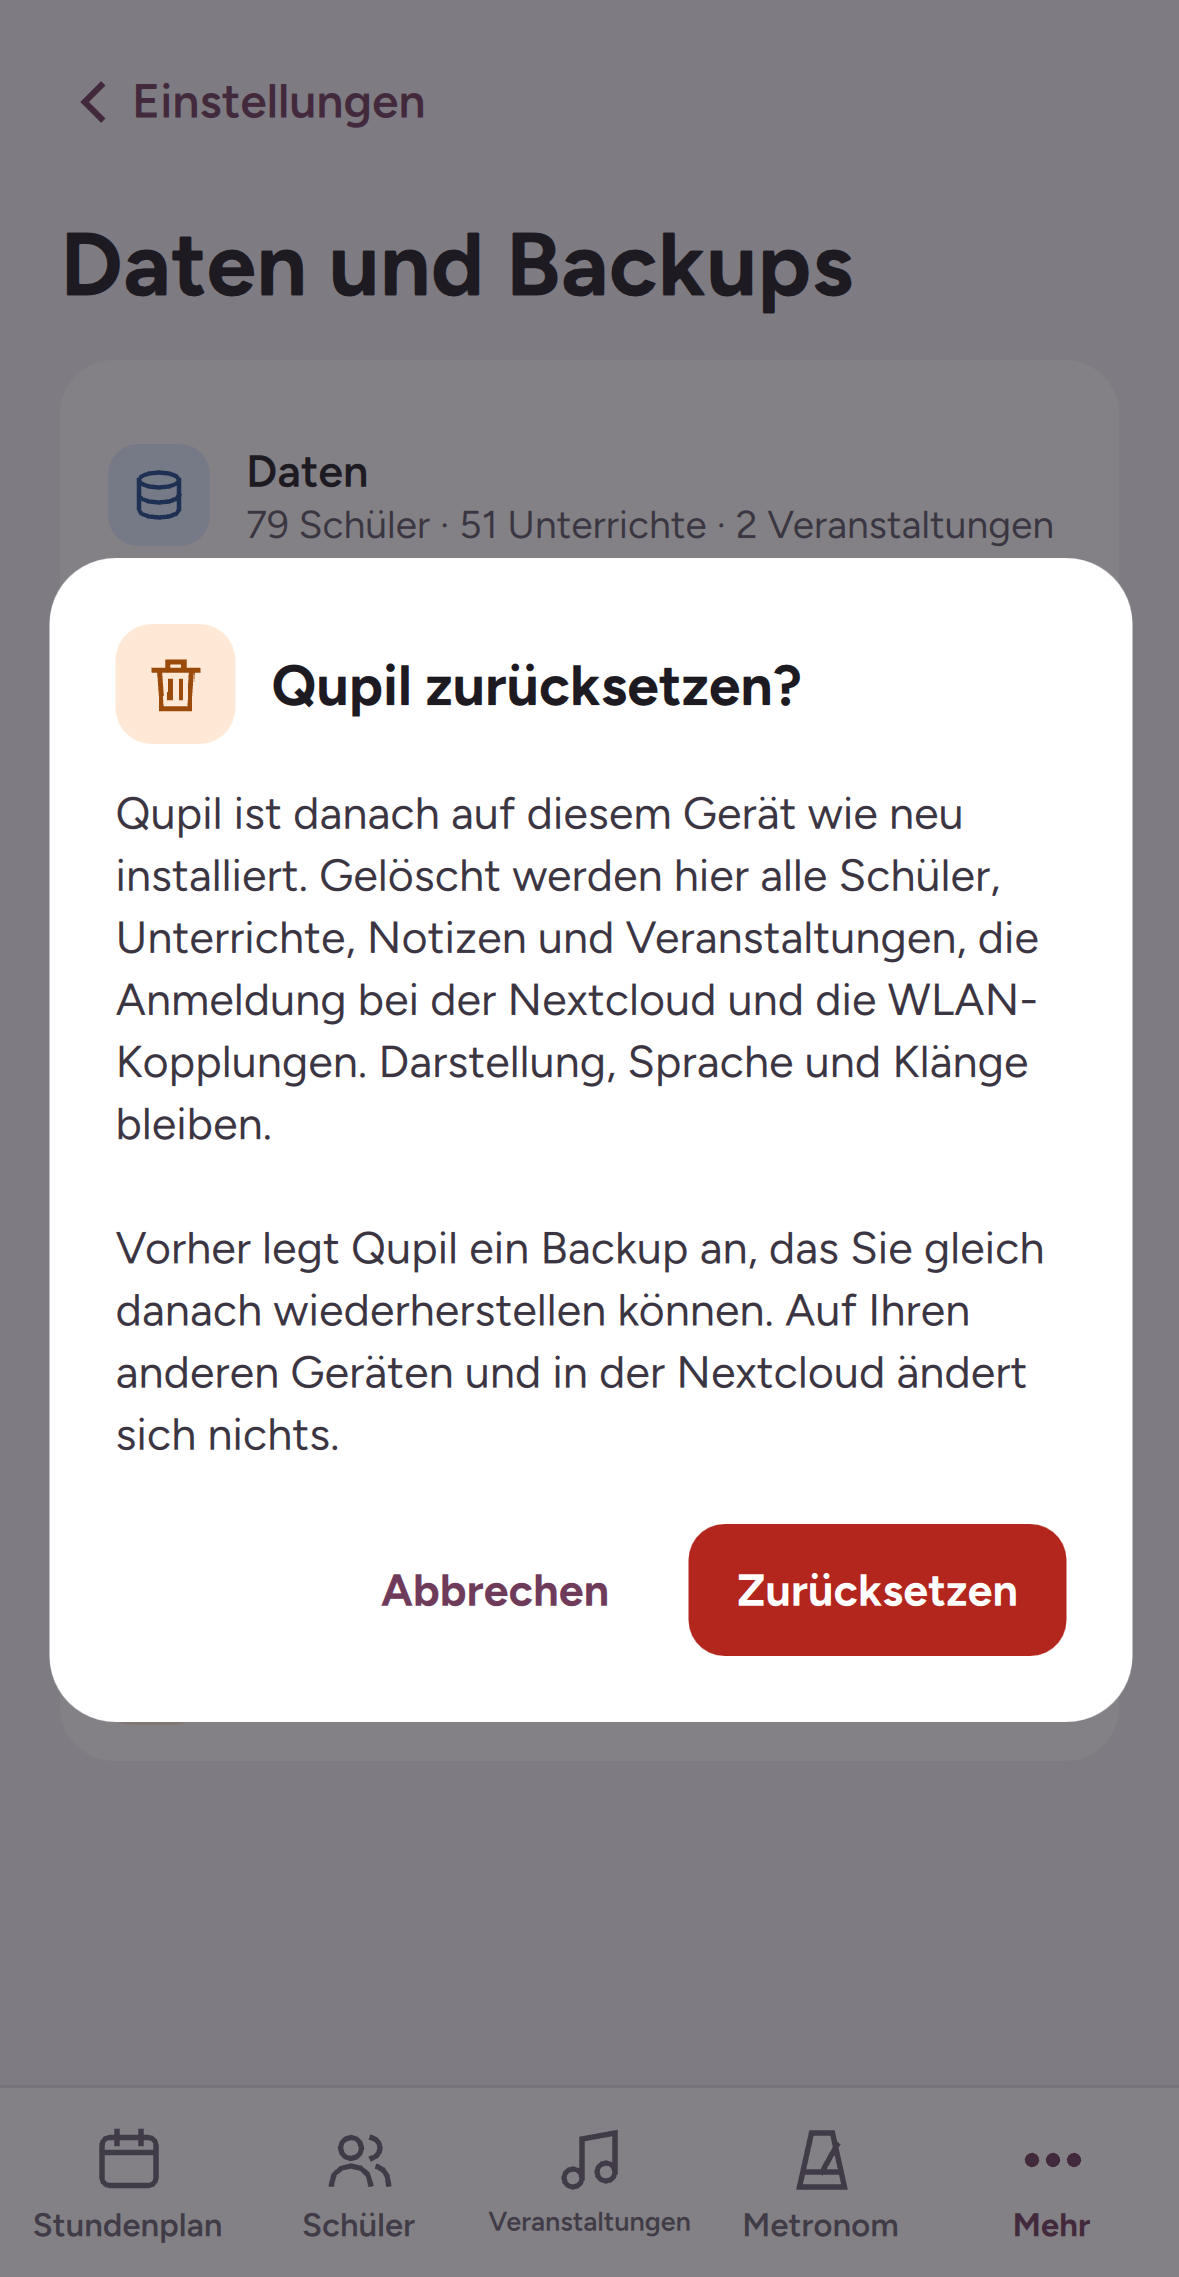 Einstellungen
Daten und Backups
Daten
79 Schüler · 51 Unterrichte · 2 Veranstaltungen
Qupil zurücksetzen?
Qupil ist danach auf diesem Gerät wie neu
installiert. Gelöscht werden hier alle Schüler,
Unterrichte, Notizen und Veranstaltungen, die
Anmeldung bei der Nextcloud und die WLAN-
Kopplungen. Darstellung, Sprache und Klänge
bleiben.
Vorher legt Qupil ein Backup an, das Sie gleich
danach wiederherstellen können. Auf Ihren
anderen Geräten und in der Nextcloud ändert
sich nichts.
Abbrechen
Zurücksetzen
Stundenplan
Schüler
Veranstaltungen
Metronom
Mehr